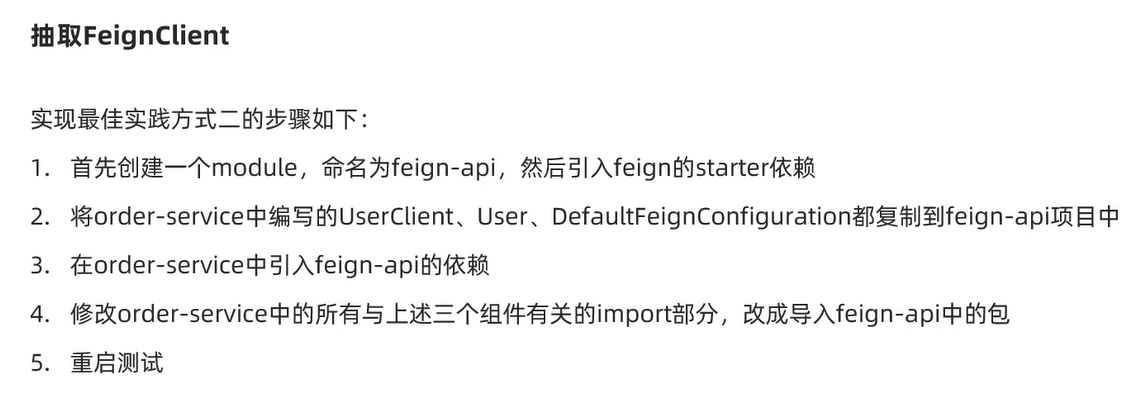 抽取FeignClient
实现最佳实践方式二的步骤如下：
1. 首先创建一个module，命名为feign-api，然后引入feign的starter依赖
2. 将order-service中编写的UserClient、User、DefaultFeignConfiguration都复制到feign-api项目中
3. 在order-service中引入feign-api的依赖
4. 修改order-service中的所有与上述三个组件有关的import部分，改成导入feign-api中的包
5. 重启测试